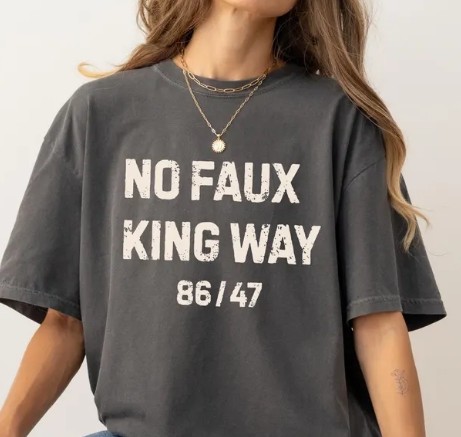 NO FAUX
KING WAY
86/47